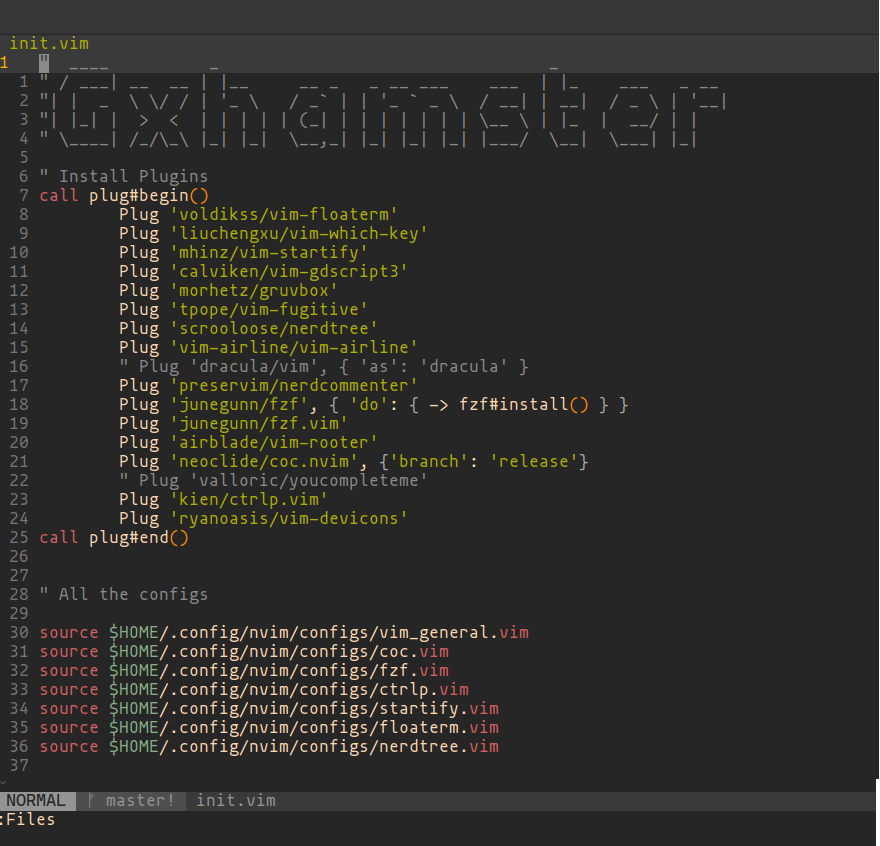 init.vim
1 "  ____          _                                 _
1 " / ___| __  __ | |__    __ _   _ __ ___    ___  | |_    ___   _ __
2 "| |  _  \ \/ / | '_ \  / _` | | '_ ` _ \  / __| | __|  / _ \ | '__|
3 "| |_| |  >  <  | | | | | (_| | | | | | | | \__ \ | |_  |  __/ | |
4 " \____| /_/\_\ |_| |_|  \__,_| |_| |_| |_| |___/  \__|  \___| |_|
5
6 " Install Plugins
7 call plug#begin()
8 Plug 'voldikss/vim-floaterm'
9 Plug 'liuchengxu/vim-which-key'
10 Plug 'mhinz/vim-startify'
11 Plug 'calviken/vim-gdscript3'
12 Plug 'morhetz/gruvbox'
13 Plug 'tpope/vim-fugitive'
14 Plug 'scrooloose/nerdtree'
15 Plug 'vim-airline/vim-airline'
16 " Plug 'dracula/vim', { 'as': 'dracula' }
17 Plug 'preservim/nerdcommenter'
18 Plug 'junegunn/fzf', { 'do': { -> fzf#install() } }
19 Plug 'junegunn/fzf.vim'
20 Plug 'airblade/vim-rooter'
21 Plug 'neoclide/coc.nvim', {'branch': 'release'}
22 " Plug 'valloric/youcompleteme'
23 Plug 'kien/ctrlp.vim'
24 Plug 'ryanoasis/vim-devicons'
25 call plug#end()
26
27
28 " All the configs
29
30 source $HOME/.config/nvim/configs/vim_general.vim
31 source $HOME/.config/nvim/configs/coc.vim
32 source $HOME/.config/nvim/configs/fzf.vim
33 source $HOME/.config/nvim/configs/ctrlp.vim
34 source $HOME/.config/nvim/configs/startify.vim
35 source $HOME/.config/nvim/configs/floaterm.vim
36 source $HOME/.config/nvim/configs/nerdtree.vim
37
~
NORMAL ᚠ master! init.vim
:Files